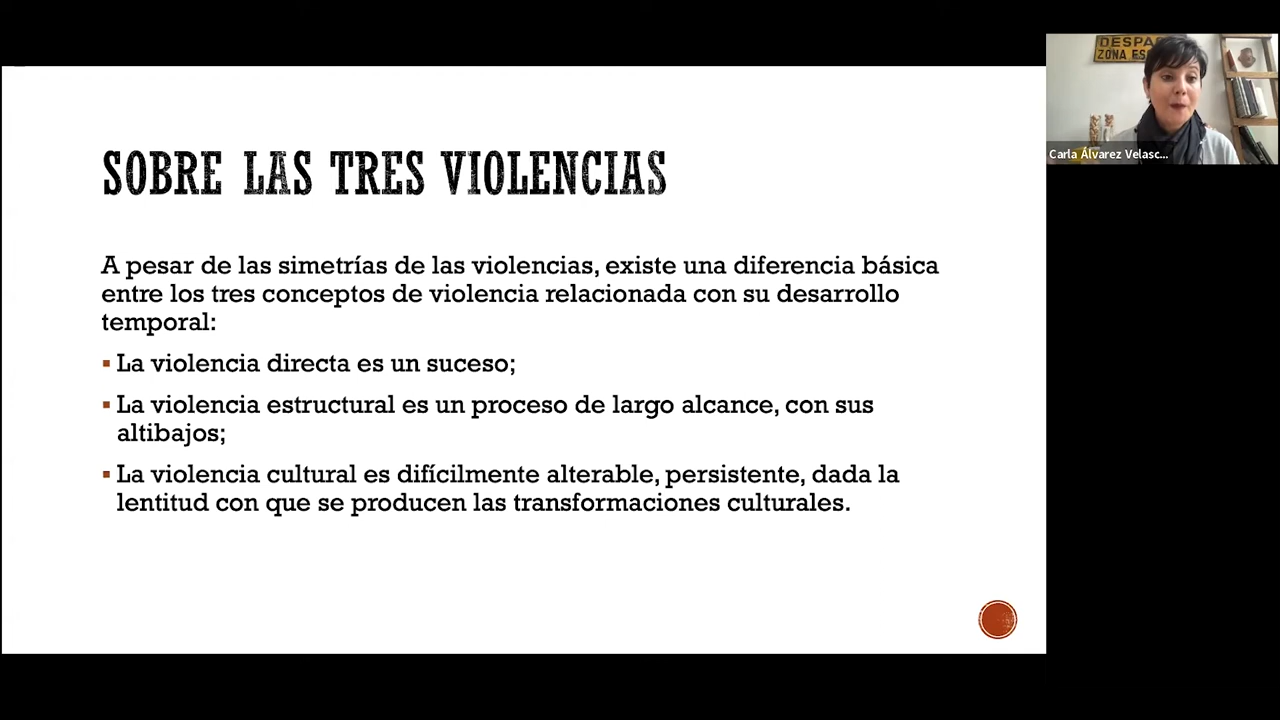 SOBRE LAS TRES VIOLENCIAS
A pesar de las simetrías de las violencias, existe una diferencia básica
entre los tres conceptos de violencia relacionada con su desarrollo
temporal:
▪ La violencia directa es un suceso;
▪ La violencia estructural es un proceso de largo alcance, con sus
altibajos;
▪ La violencia cultural es difícilmente alterable, persistente, dada la
lentitud con que se producen las transformaciones culturales.
DESPA
ZONA ES
Carla Álvarez Velasc...